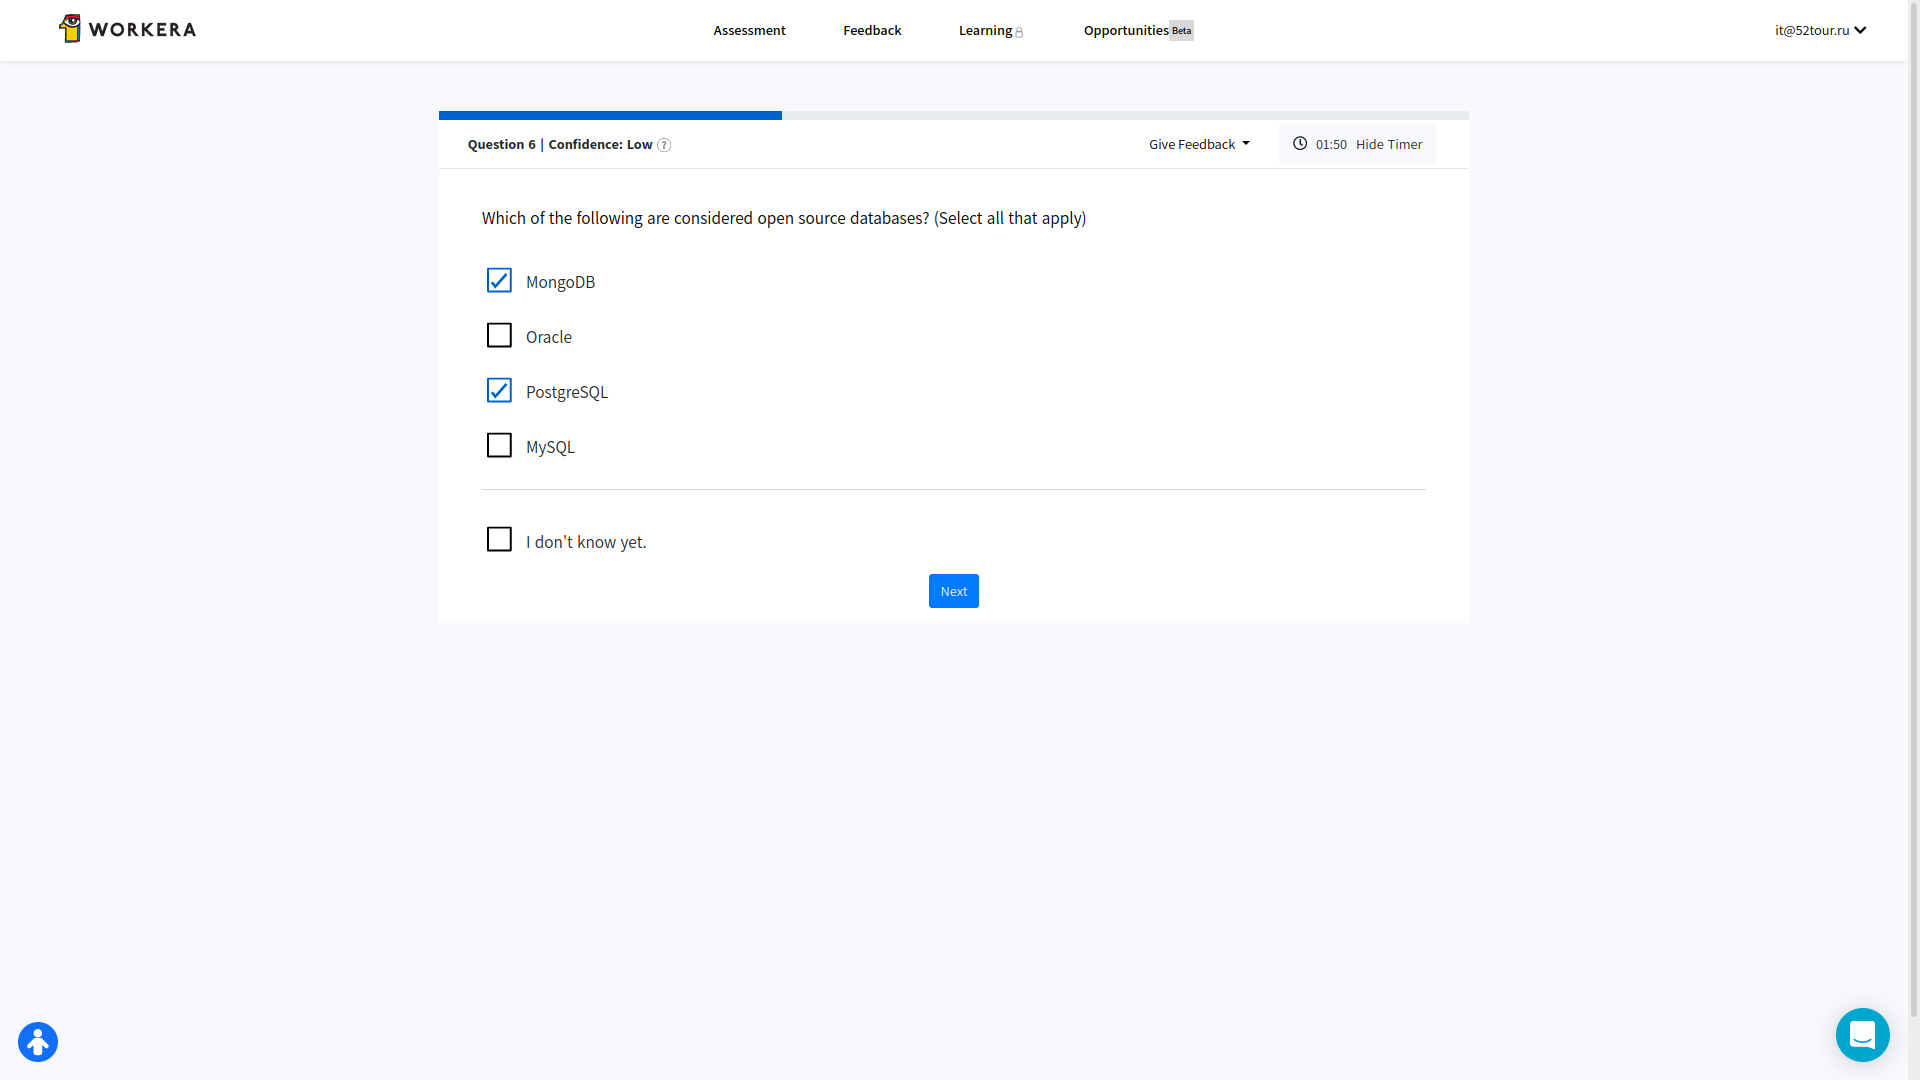 WORKERA
Assessment
Feedback
Learning
Opportunities Beta
it@52tour.ru
Question 6 | Confidence: Low ?
Give Feedback
01:50 Hide Timer
Which of the following are considered open source databases? (Select all that apply)
MongoDB
Oracle
PostgreSQL
MySQL
I don't know yet.
Next